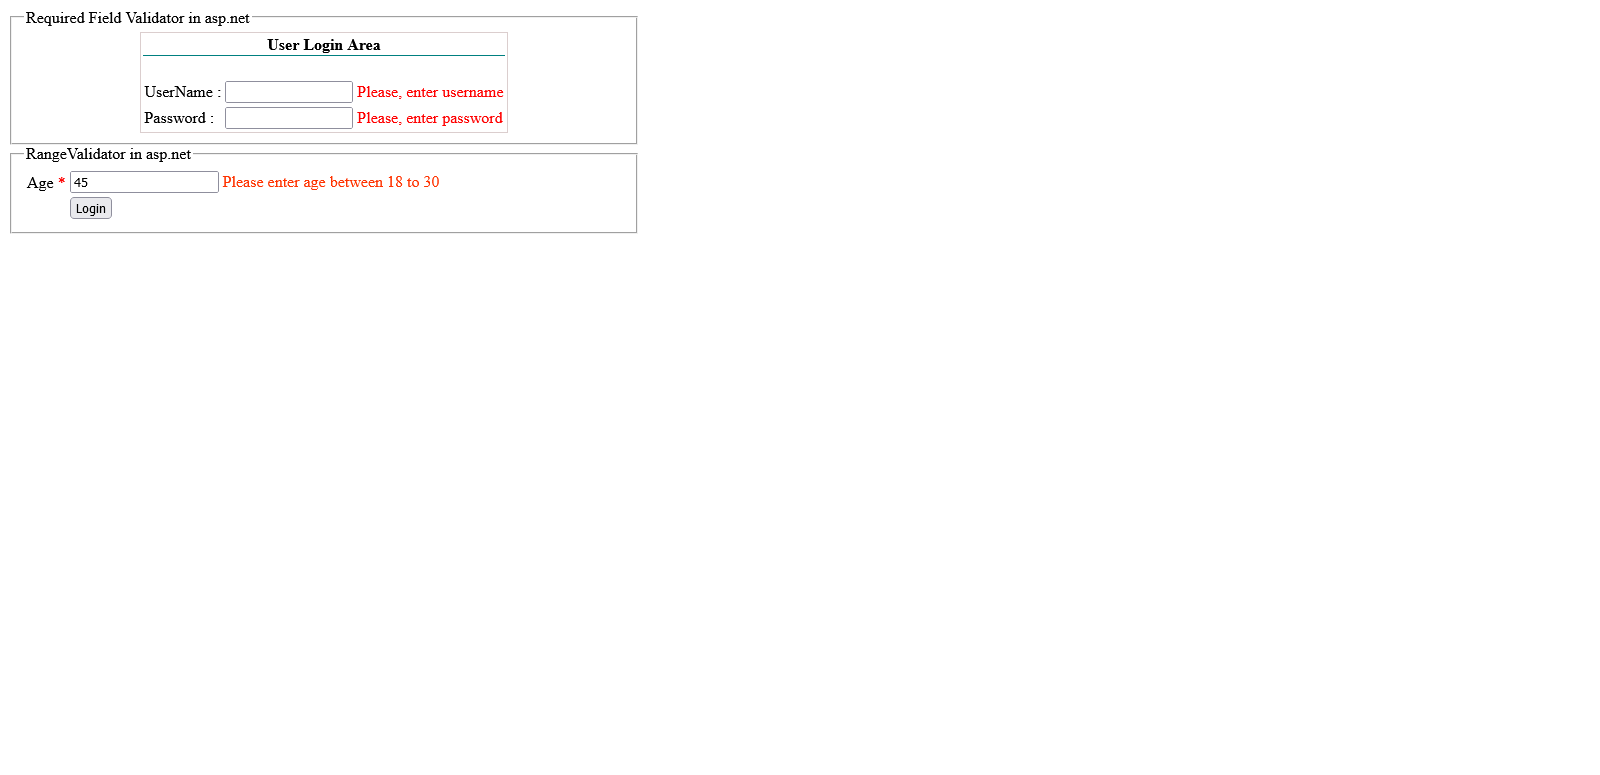 Required Field Validator in asp.net
User Login Area
UserName : Please, enter username
Password : Please, enter password
RangeValidator in asp.net
Age * 45 Please enter age between 18 to 30
Login